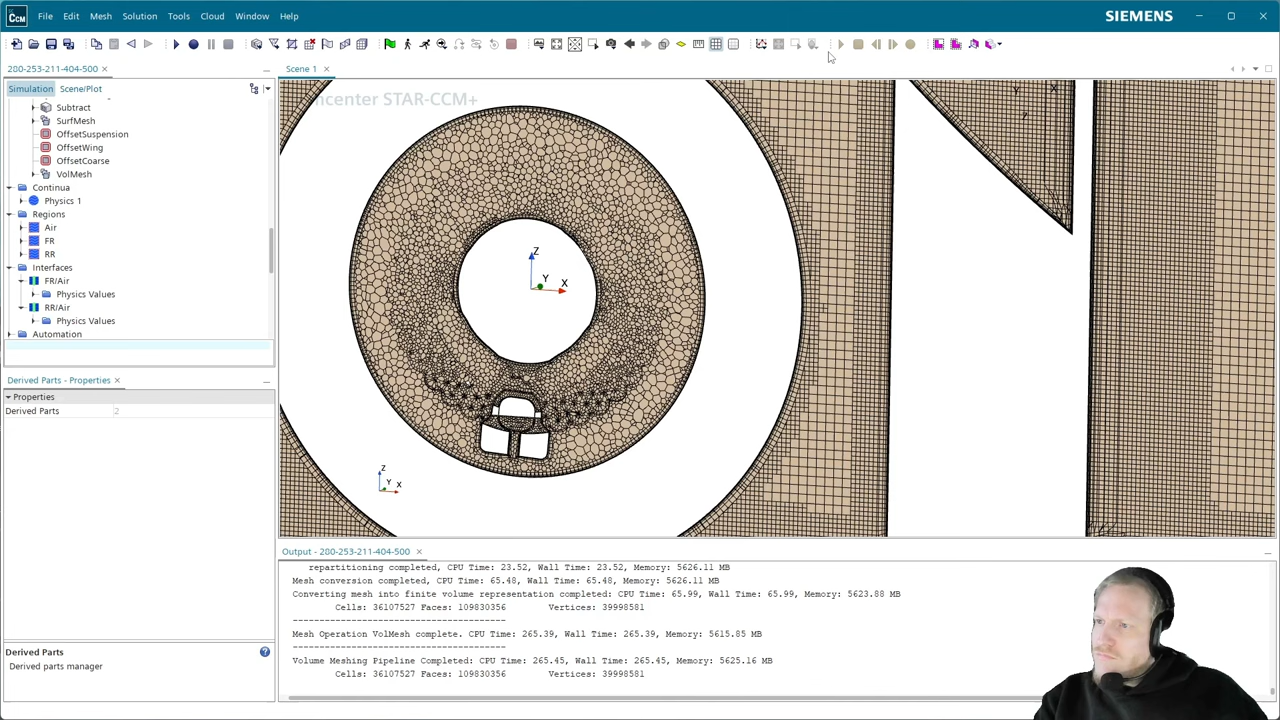 CCM
File Edit Mesh Solution Tools Cloud Window Help
SIEMENS
280-253-211-404-500
Scene 1
Simulation Scene/Plot
Subtract
SurfMesh
OffsetSuspension
OffsetWing
OffsetCoarse
VolMesh
Continua
Physics 1
Regions
Air
FR
RR
Interfaces
FR/Air
Physics Values
RR/Air
Physics Values
Automation
Derived Parts - Properties
Properties
Derived Parts 2
Derived Parts
Derived parts manager
center STAR-CCM+
Y X
Z
Z
Y X
Z
Y X
Output - 280-253-211-404-500
repartitioning completed, CPU Time: 23.52, Wall Time: 23.52, Memory: 5626.11 MB
Mesh conversion completed, CPU Time: 65.48, Wall Time: 65.48, Memory: 5626.11 MB
Converting mesh into finite volume representation completed: CPU Time: 65.99, Wall Time: 65.99, Memory: 5623.88 MB
Cells: 36107527 Faces: 109830356 Vertices: 39998581
---------------------------------------
Mesh Operation VolMesh complete. CPU Time: 265.39, Wall Time: 265.39, Memory: 5615.85 MB
---------------------------------------
Volume Meshing Pipeline Completed: CPU Time: 265.45, Wall Time: 265.45, Memory: 5625.16 MB
Cells: 36107527 Faces: 109830356 Vertices: 39998581